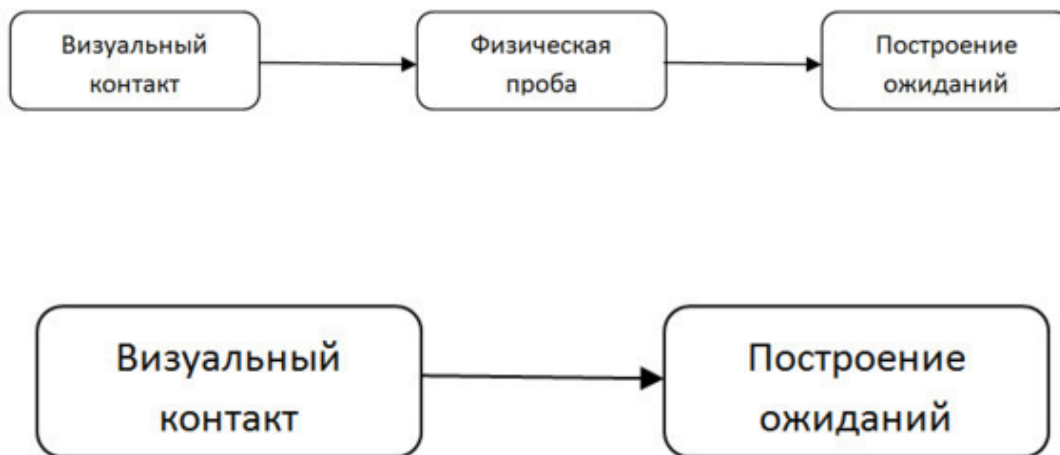 Визуальный
контакт
Физическая
проба
Построение
ожиданий
Визуальный
контакт
Построение
ожиданий